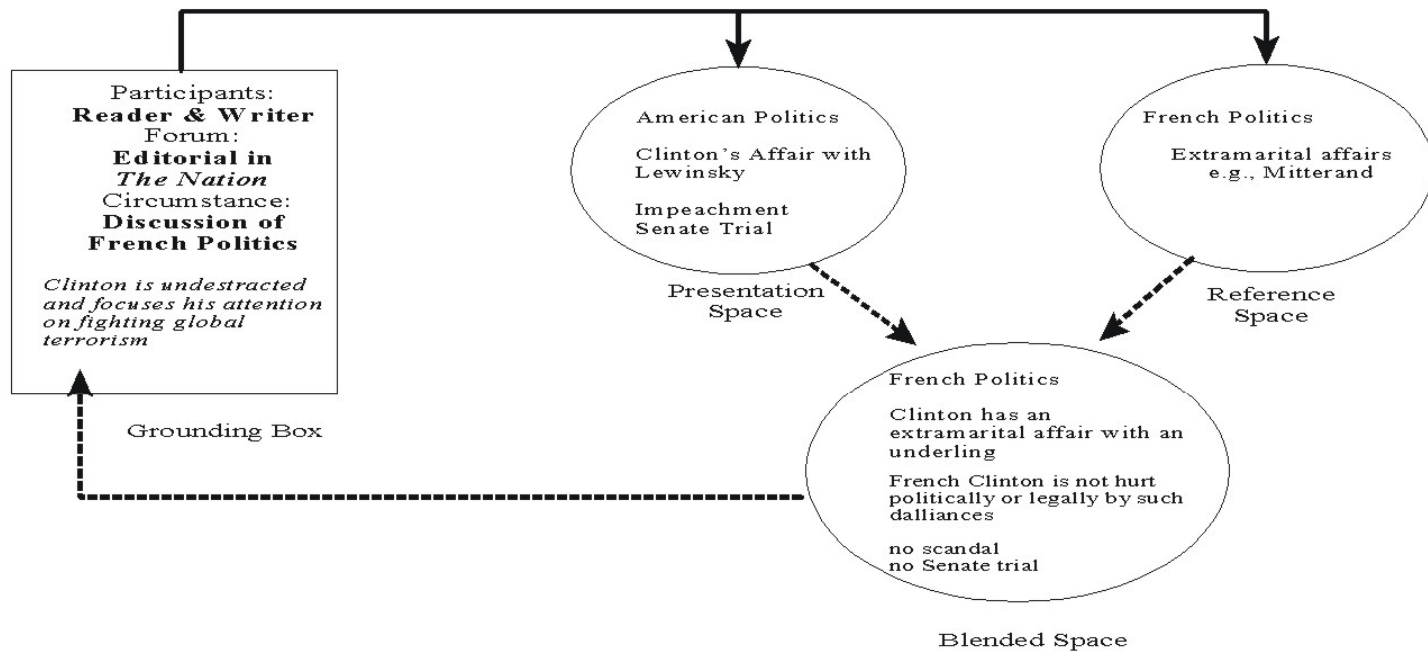 Participants:
Reader & Writer
Forum:
Editorial in
The Nation
Circumstance:
Discussion of
French Politics
Clinton is undestracted
and focuses his attention
on fighting global
terrorism
Grounding Box
American Politics
Clinton's Affair with
Lewinsky
Impeachment
Senate Trial
Presentation
Space
French Politics
Extramarital affairs
e.g., Mitterand
Reference
Space
French Politics
Clinton has an
extramarital affair with an
underling
French Clinton is not hurt
politically or legally by such
dalliances
no scandal
no Senate trial
Blended Space